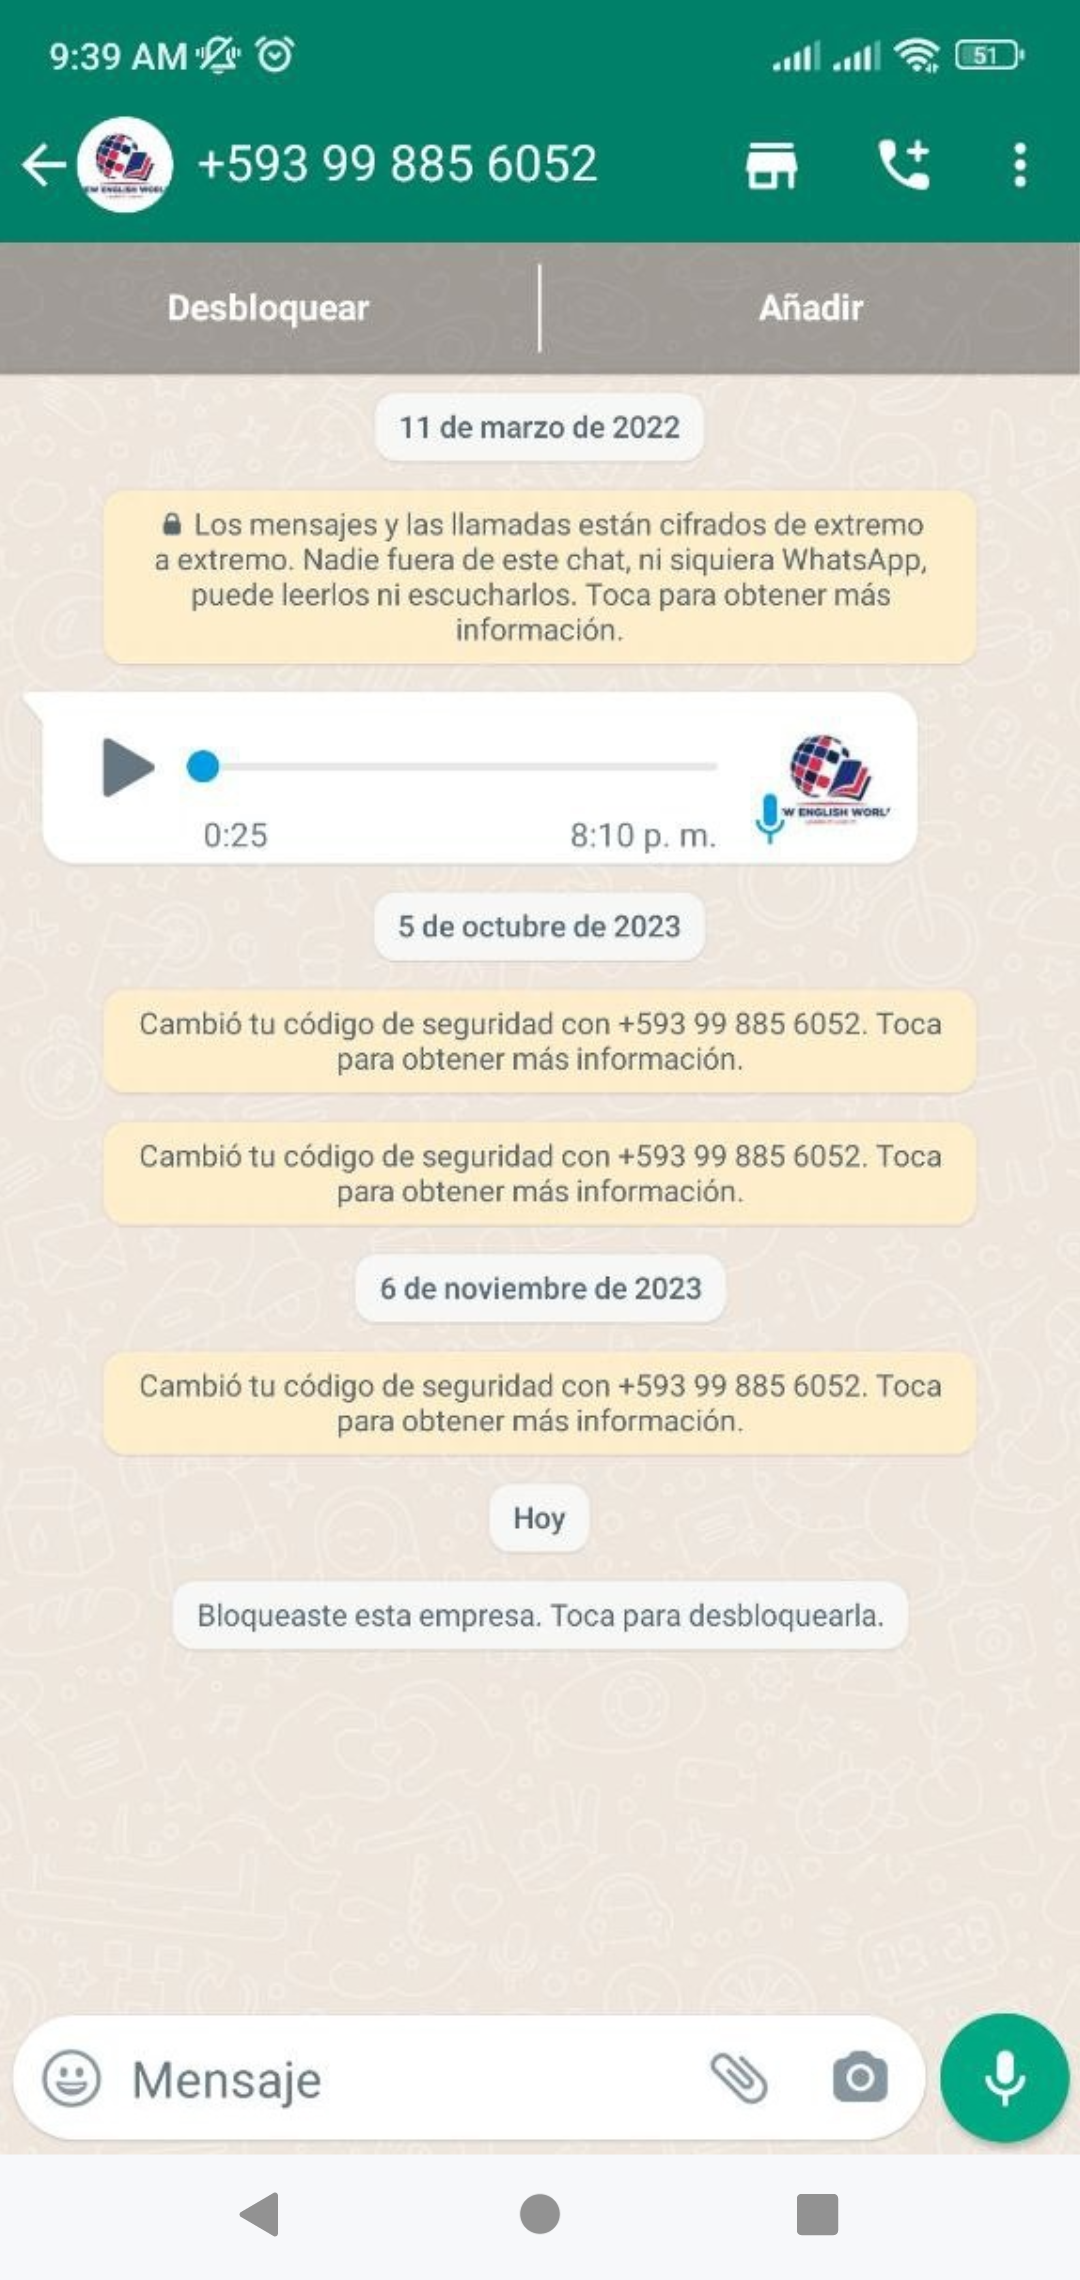 9:39 AM
51
+593 99 885 6052
Desbloquear
Añadir
11 de marzo de 2022
Los mensajes y las llamadas están cifrados de extremo
a extremo. Nadie fuera de este chat, ni siquiera WhatsApp,
puede leerlos ni escucharlos. Toca para obtener más
información.
W ENGLISH WORL
0:25
8:10 p. m.
5 de octubre de 2023
Cambió tu código de seguridad con +593 99 885 6052. Toca
para obtener más información.
Cambió tu código de seguridad con +593 99 885 6052. Toca
para obtener más información.
6 de noviembre de 2023
Cambió tu código de seguridad con +593 99 885 6052. Toca
para obtener más información.
Hoy
Bloqueaste esta empresa. Toca para desbloquearla.
Mensaje